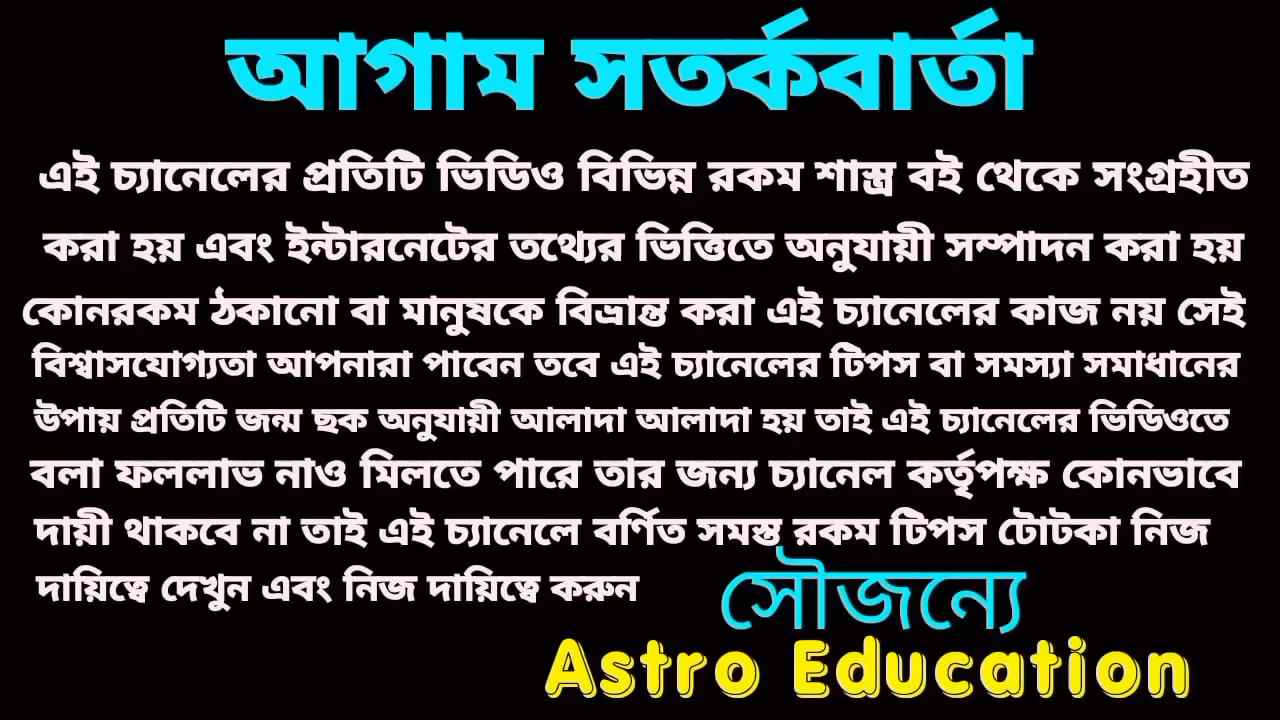 আগাম সতর্কবার্তা
এই চ্যানেলের প্রতিটি ভিডিও বিভিন্ন রকম শাস্ত্র বই থেকে সংগ্রহীত
করা হয় এবং ইন্টারনেটের তথ্যের ভিত্তিতে অনুযায়ী সম্পাদন করা হয়
কোনরকম ঠকানো বা মানুষকে বিভ্রান্ত করা এই চ্যানেলের কাজ নয় সেই
বিশ্বাসযোগ্যতা আপনারা পাবেন তবে এই চ্যানেলের টিপস বা সমস্যা সমাধানের
উপায় প্রতিটি জন্ম ছক অনুযায়ী আলাদা আলাদা হয় তাই এই চ্যানেলের ভিডিওতে
বলা ফললাভ নাও মিলতে পারে তার জন্য চ্যানেল কর্তৃপক্ষ কোনভাবে
দায়ী থাকবে না তাই এই চ্যানেলে বর্ণিত সমস্ত রকম টিপস টোটকা নিজ
দায়িত্বে দেখুন এবং নিজ দায়িত্বে করুন
সৌজন্যে
Astro Education